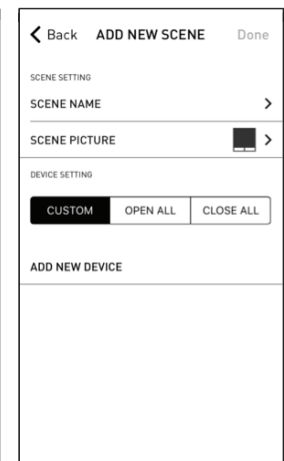 Back ADD NEW SCENE Done
SCENE SETTING
SCENE NAME
SCENE PICTURE
DEVICE SETTING
CUSTOM OPEN ALL CLOSE ALL
ADD NEW DEVICE